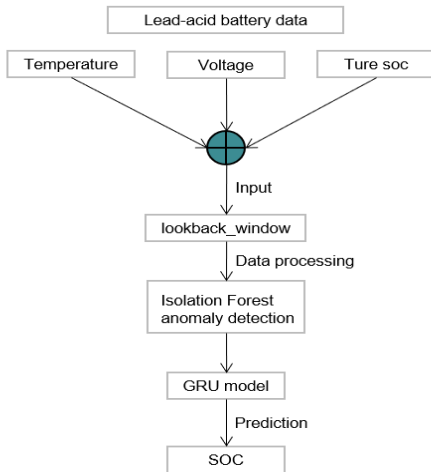 Lead-acid battery data
Temperature
Voltage
Ture soc
Input
lookback_window
Data processing
Isolation Forest
anomaly detection
GRU model
Prediction
SOC